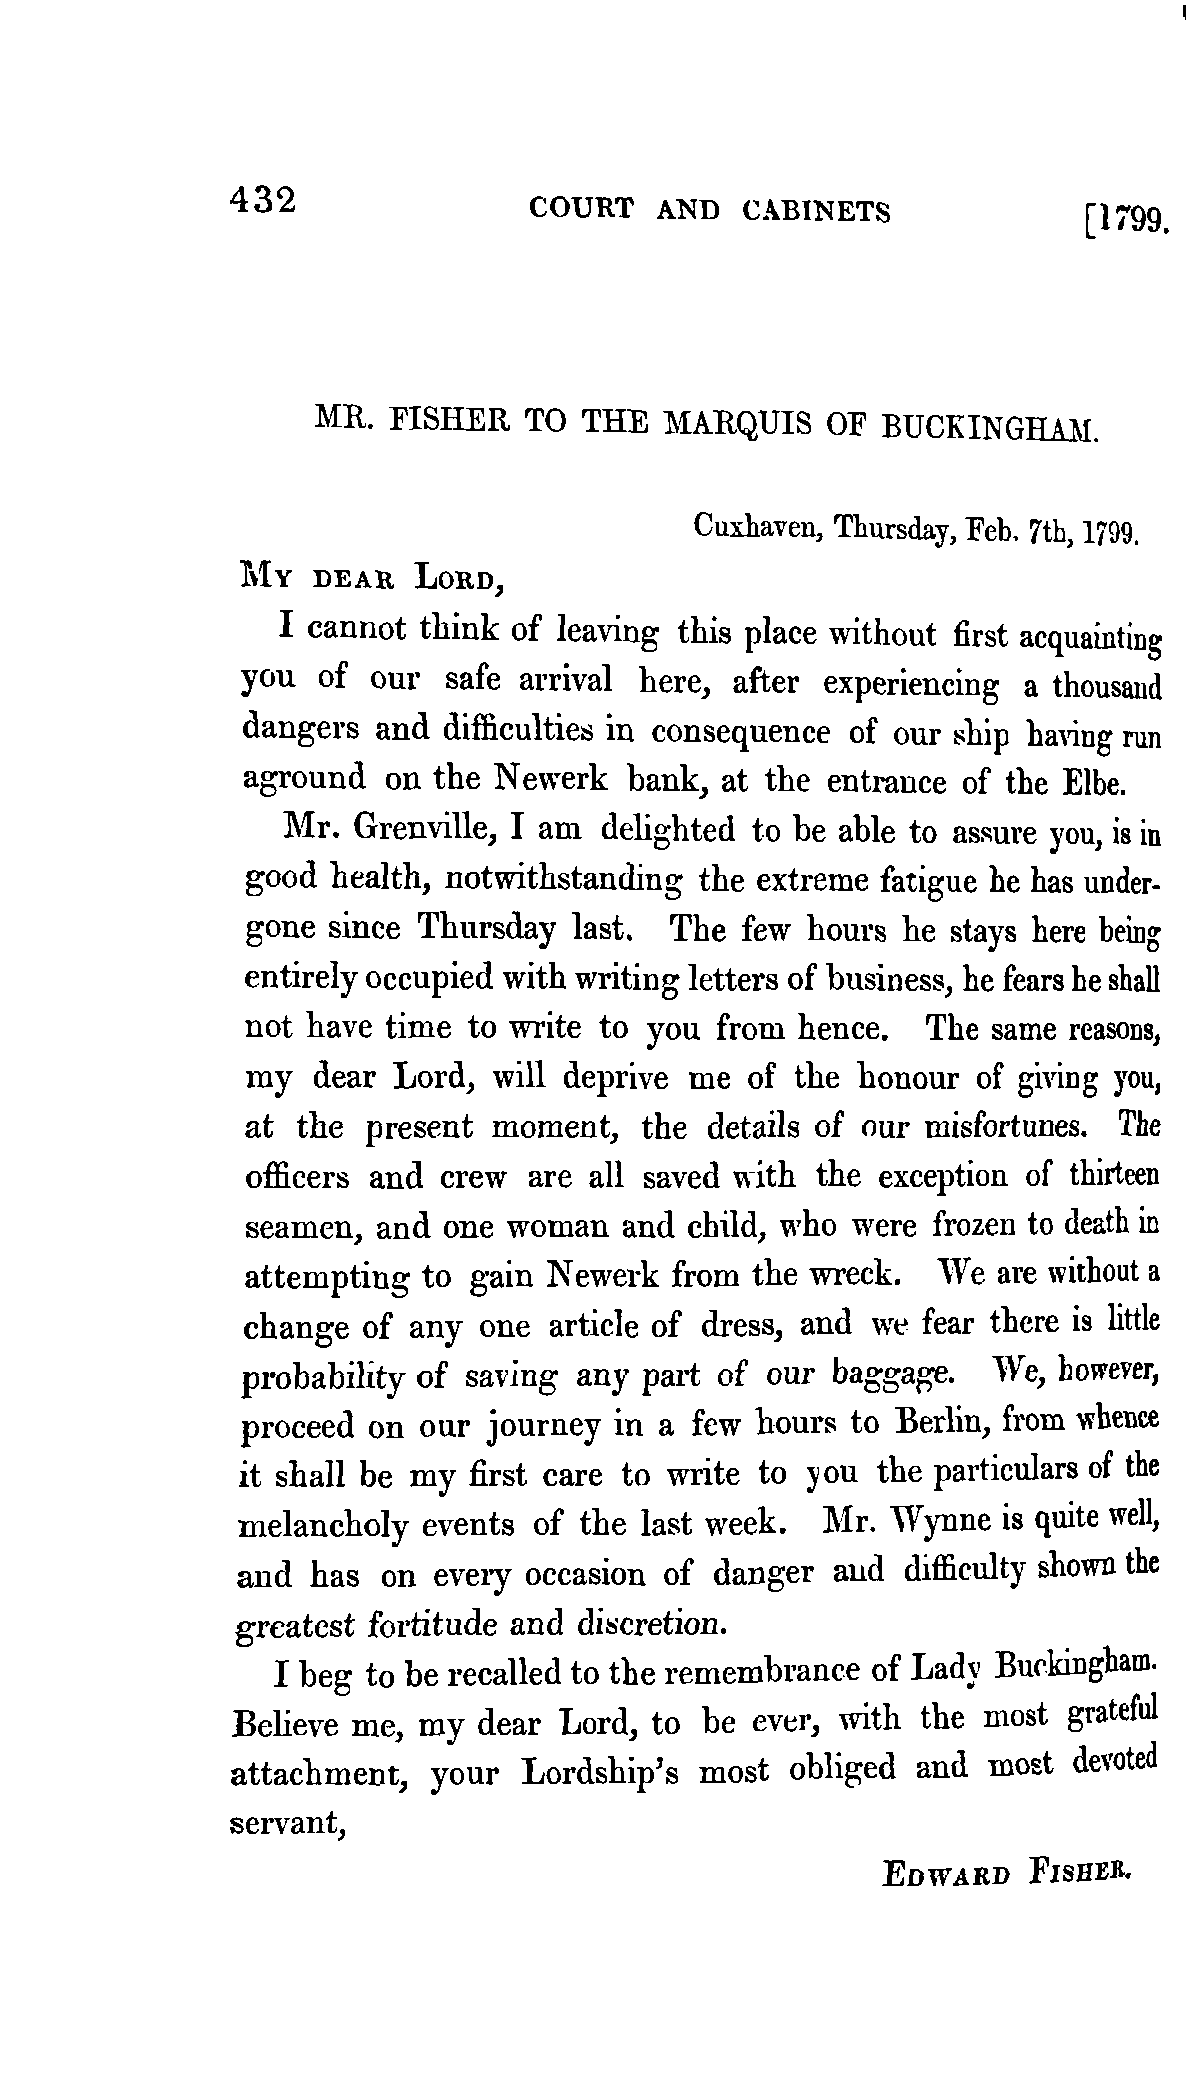 432 COURT AND CABINETS [1799.
MR. FISHER TO THE MARQUIS OF BUCKINGHAM.
Cuxhaven, Thursday, Feb. 7th, 1799.
MY DEAR LORD,
I cannot think of leaving this place without first acquainting
you of our safe arrival here, after experiencing a thousand
dangers and difficulties in consequence of our ship having run
aground on the Newerk bank, at the entrance of the Elbe.
Mr. Grenville, I am delighted to be able to assure you, is in
good health, notwithstanding the extreme fatigue he has under-
gone since Thursday last. The few hours he stays here being
entirely occupied with writing letters of business, he fears he shall
not have time to write to you from hence. The same reasons,
my dear Lord, will deprive me of the honour of giving you,
at the present moment, the details of our misfortunes. The
officers and crew are all saved with the exception of thirteen
seamen, and one woman and child, who were frozen to death in
attempting to gain Newerk from the wreck. We are without a
change of any one article of dress, and we fear there is little
probability of saving any part of our baggage. We, however,
proceed on our journey in a few hours to Berlin, from whence
it shall be my first care to write to you the particulars of the
melancholy events of the last week. Mr. Wynne is quite well,
and has on every occasion of danger and difficulty shown the
greatest fortitude and discretion.
I beg to be recalled to the remembrance of Lady Buckingham.
Believe me, my dear Lord, to be ever, with the most grateful
attachment, your Lordship's most obliged and most devoted
servant,
EDWARD FISHER.